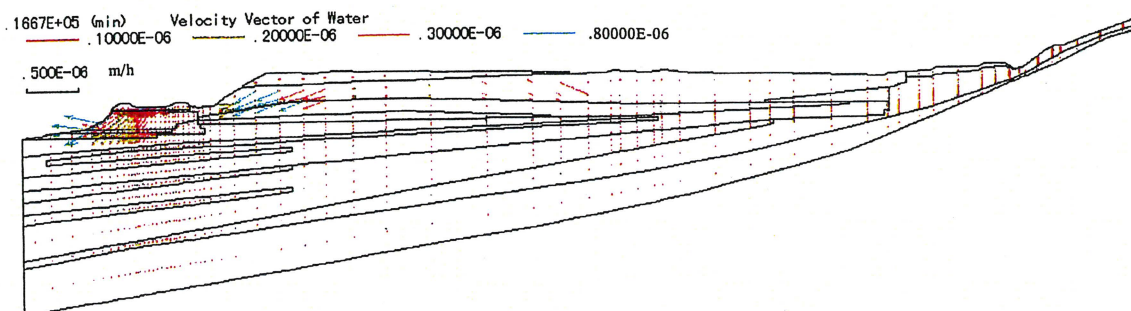 .1667E+05 (min) Velocity Vector of Water
.10000E-06 .20000E-06 .30000E-06 .80000E-06
.500E-06 m/h